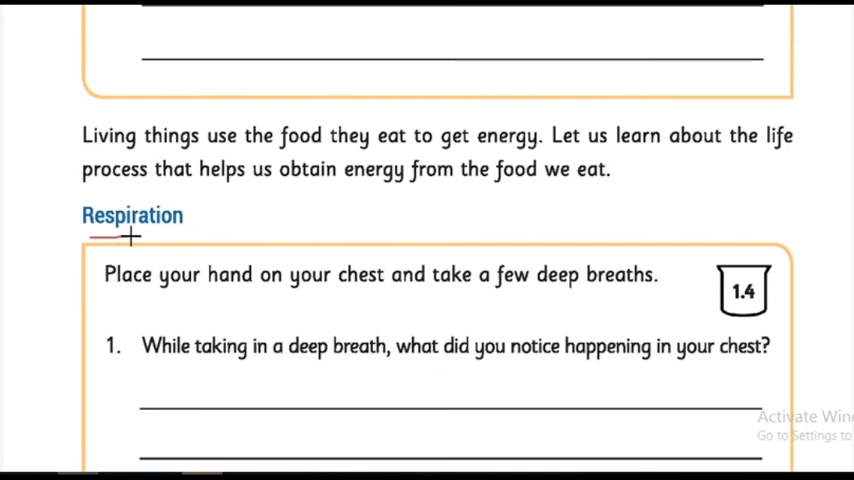 Living things use the food they eat to get energy. Let us learn about the life
process that helps us obtain energy from the food we eat.
Respiration
Place your hand on your chest and take a few deep breaths.
1.4
1. While taking in a deep breath, what did you notice happening in your chest?
Activate Win
Go to Settings to